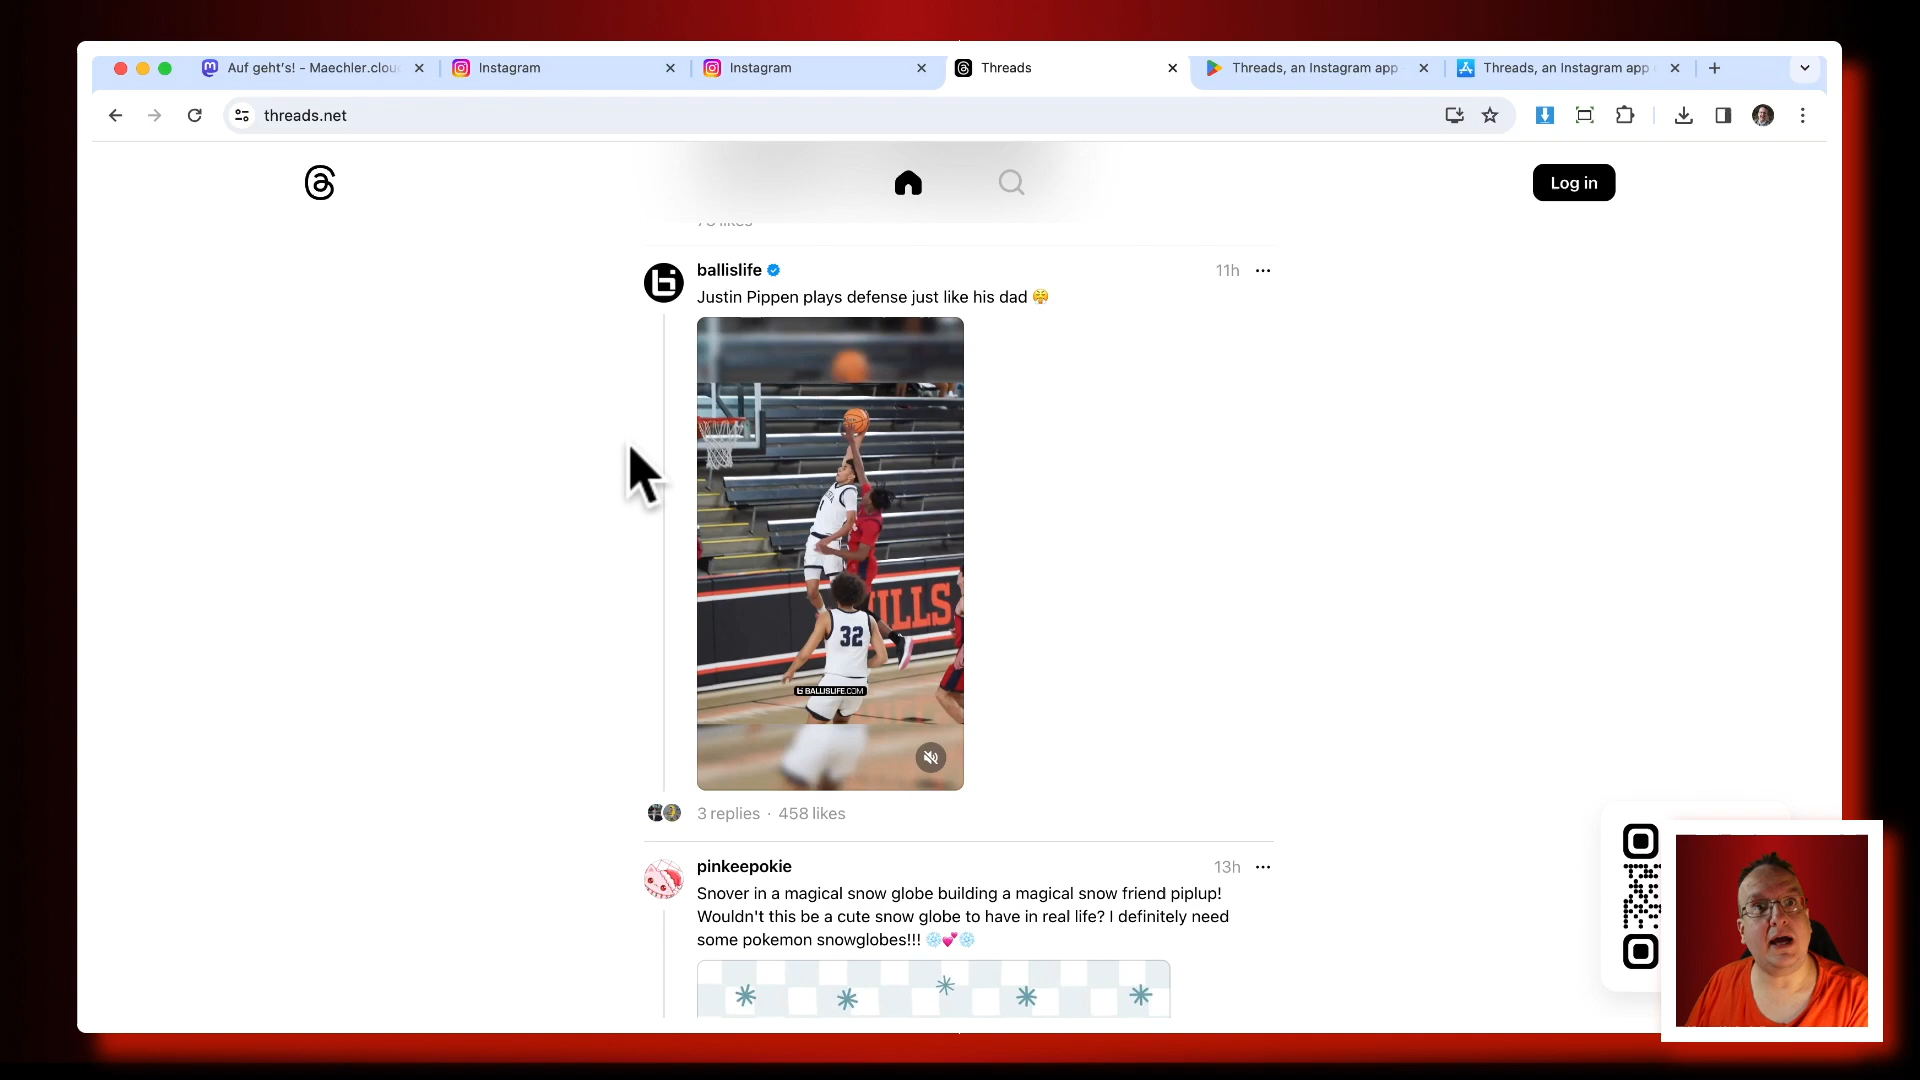 Auf geht's! - Maechler.clou
Instagram
Instagram
Threads
Threads, an Instagram app
Threads, an Instagram app
threads.net
Log in
ballislife
11h
Justin Pippen plays defense just like his dad 😤
32
ILLS
BALLISLIFE.COM
3 replies · 458 likes
pinkeepokie
13h
Snover in a magical snow globe building a magical snow friend piplup!
Wouldn't this be a cute snow globe to have in real life? I definitely need
some pokemon snowglobes!!! ❄️💕❄️